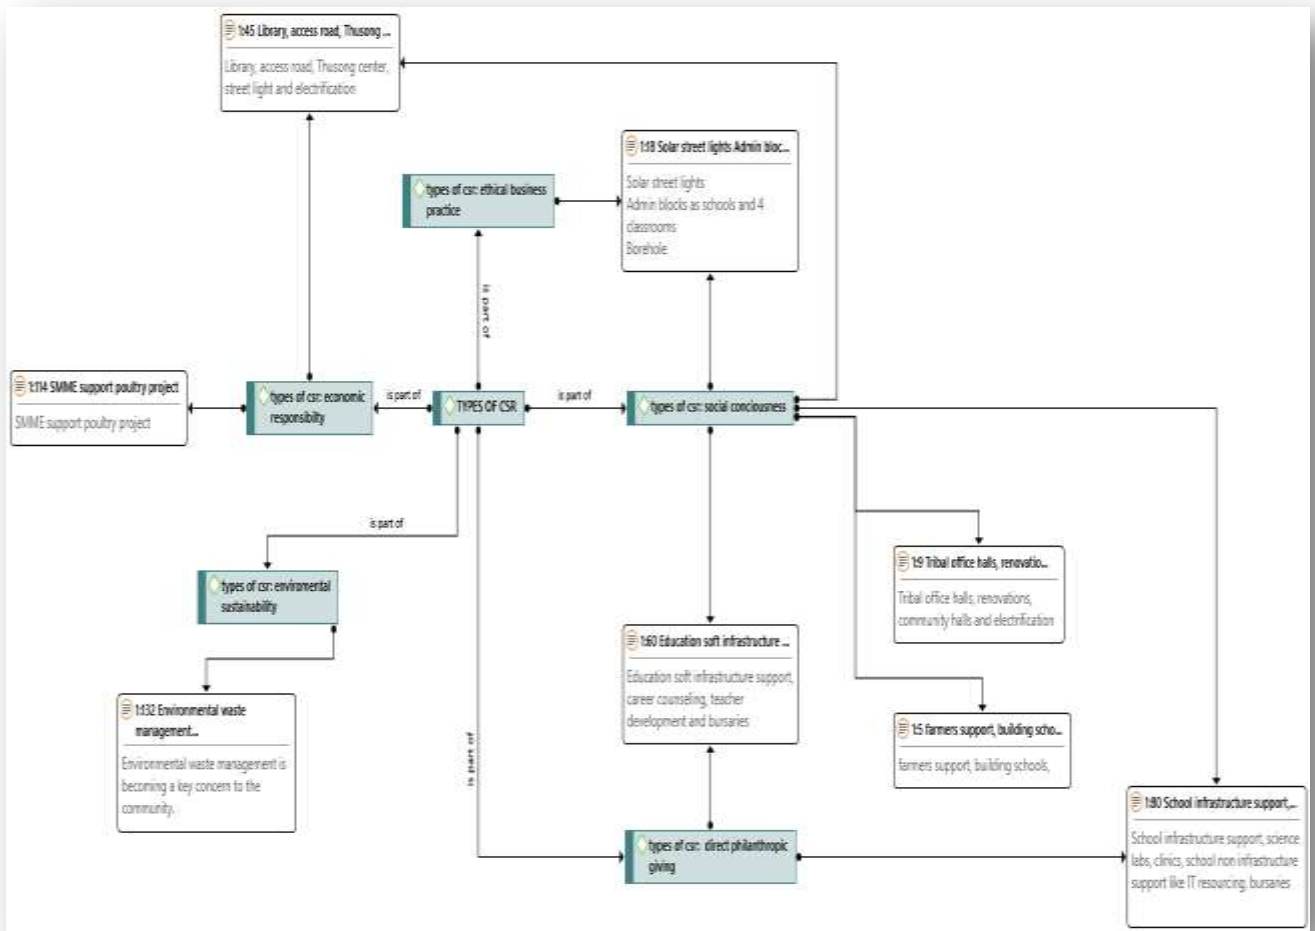 1:45 Library, access road, Thusong ...
Library, access road, Thusong center,
street light and electrification
1:18 Solar street lights Admin bloc...
Solar street lights
Admin blocks as schools and 4
classrooms
Borehole
types of csr: ethical business
practice
is part of
1:114 SMME support poultry project
SMME support poultry project
types of csr: economic
responsibilty
is part of
TYPES OF CSR
is part of
types of csr: social conciousness
is part of
types of csr: enviromental
sustainability
1:9 Tribal office halls, renovatio...
Tribal office halls, renovations,
community halls and electrification
1:60 Education soft infrastructure ...
Education soft infrastructure support,
career counseling, teacher
development and bursaries
1:132 Environmental waste
management...
Environmental waste management is
becoming a key concern to the
community.
1:5 farmers support, building scho...
farmers support, building schools,
is part of
1:80 School infrastructure support,...
School infrastructure support, science
labs, clinics, school non infrastructure
support like IT resourcing, bursaries
types of csr: direct philanthropic
giving